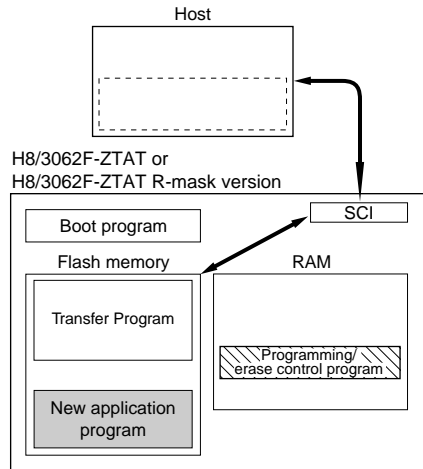 Host
H8/3062F-ZTAT or
H8/3062F-ZTAT R-mask version
SCI
Boot program
Flash memory
RAM
Transfer Program
Programming/
erase control program
New application
program